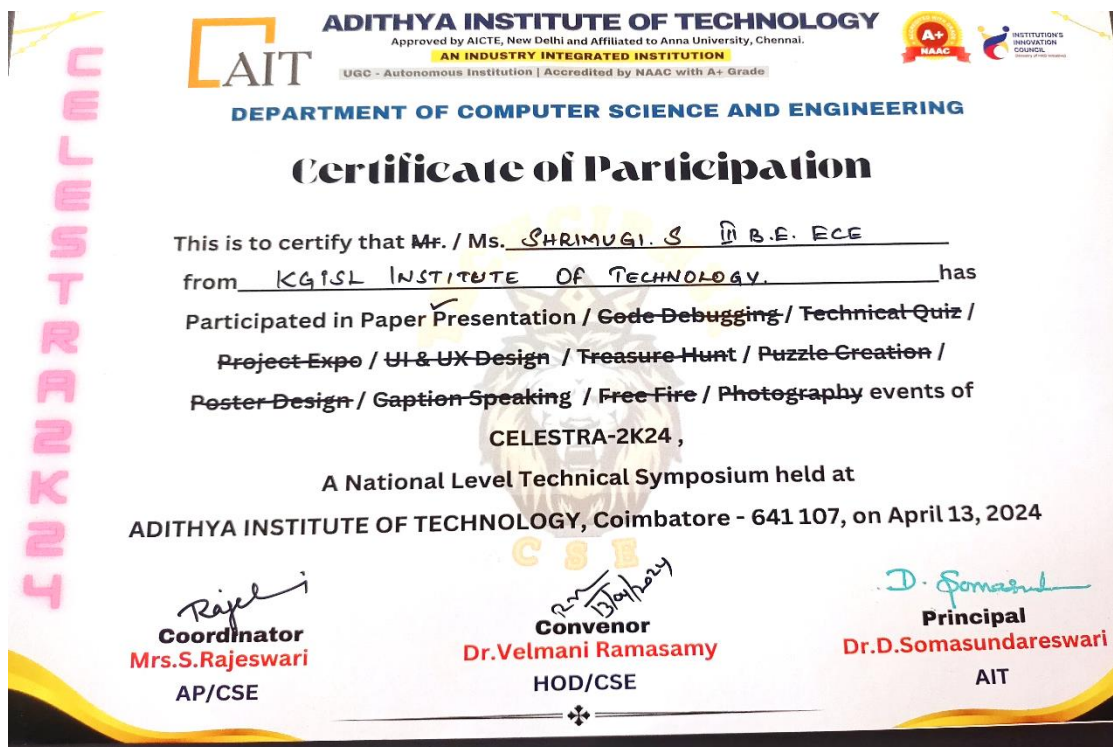 ADITHYA INSTITUTE OF TECHNOLOGY
Approved by AICTE, New Delhi and Affiliated to Anna University, Chennai.
AN INDUSTRY INTEGRATED INSTITUTION
UGC - Autonomous Institution | Accredited by NAAC with A+ Grade
AIT
A+
NAAC
INSTITUTION'S
INNOVATION
COUNCIL
CELESTRA2K24
DEPARTMENT OF COMPUTER SCIENCE AND ENGINEERING
Certificate of Participation
This is to certify that Mr. / Ms. SHRIMUGI. S III B.E. ECE
from KGISL INSTITUTE OF TECHNOLOGY. has
Participated in Paper Presentation / Code Debugging / Technical Quiz /
Project Expo / UI & UX Design / Treasure Hunt / Puzzle Creation /
Poster Design / Caption Speaking / Free Fire / Photography events of
CELESTRA-2K24 ,
A National Level Technical Symposium held at
ADITHYA INSTITUTE OF TECHNOLOGY, Coimbatore - 641 107, on April 13, 2024
CSE
13/04/2024
D. Somasund
Coordinator
Convenor
Principal
Mrs.S.Rajeswari
Dr.Velmani Ramasamy
Dr.D.Somasundareswari
AP/CSE
HOD/CSE
AIT